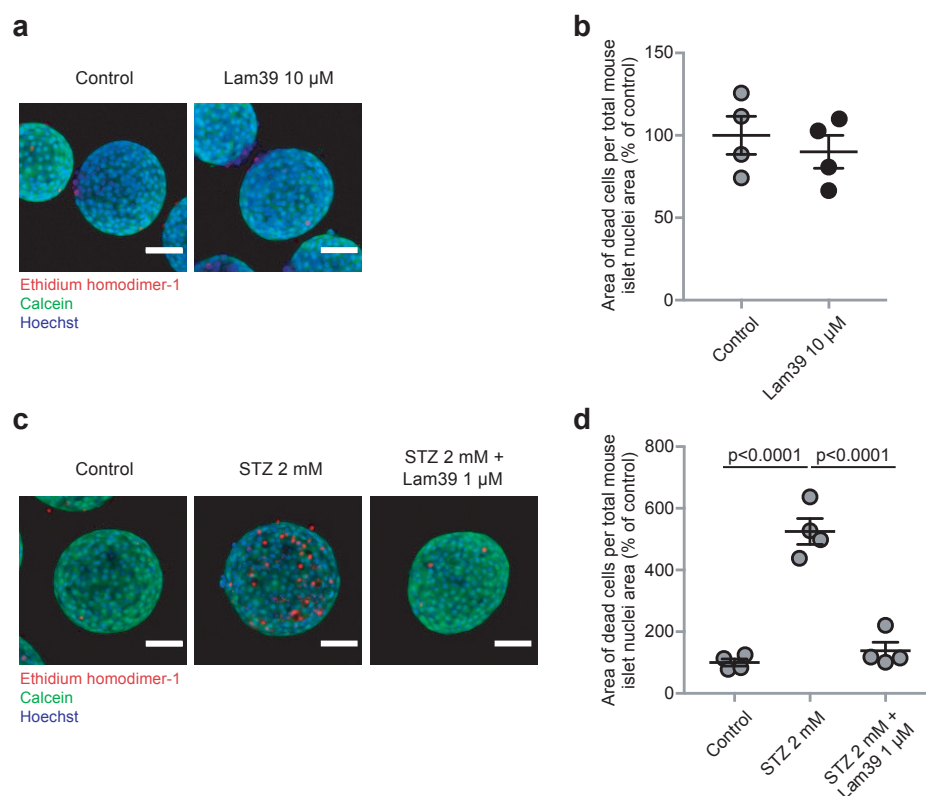 a
Control
Lam39 10 µM
Ethidium homodimer-1
Calcein
Hoechst
b
Area of dead cells per total mouse
islet nuclei area (% of control)
150
100
50
0
Control
Lam39 10 µM
c
Control
STZ 2 mM
STZ 2 mM +
Lam39 1 µM
Ethidium homodimer-1
Calcein
Hoechst
d
Area of dead cells per total mouse
islet nuclei area (% of control)
800
600
400
200
0
p<0.0001
p<0.0001
Control
STZ 2 mM
STZ 2 mM +
Lam39 1 µM